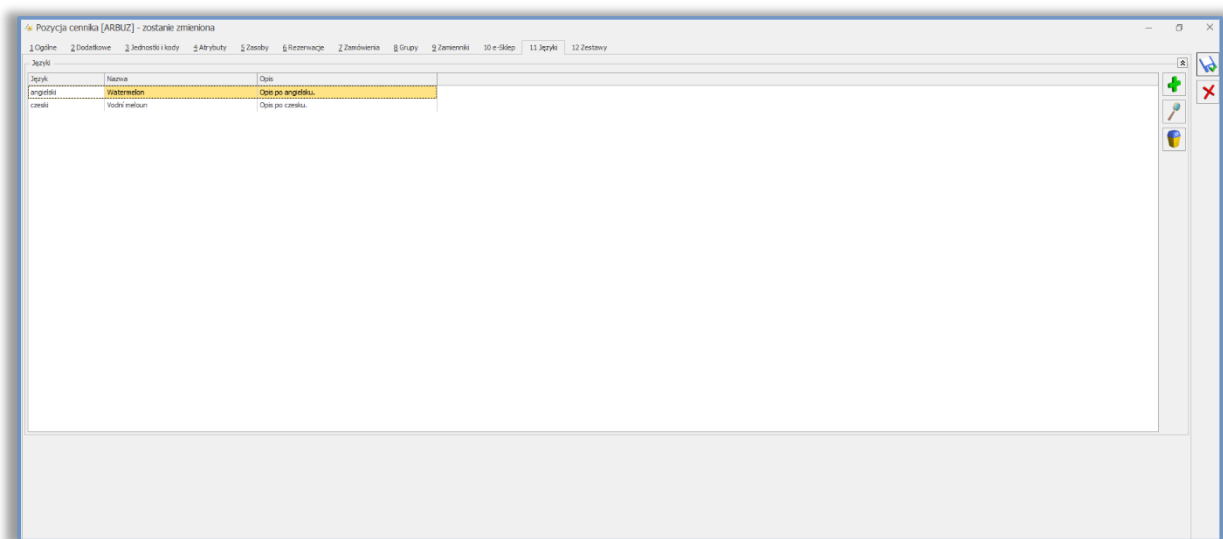 Pozycja cennika [ARBUZ] - zostanie zmieniona
1 Ogólne 2 Dodatkowe 3 Jednostki i kody 4 Atrybuty 5 Zasoby 6 Rezerwacje 7 Zamówienia 8 Grupy 9 Zamienniki 10 e-Sklep 11 Języki 12 Zestawy
Języki
Język Nazwa Opis
angielski Watermelon Opis po angielsku.
czeski Vodní meloun Opis po czesku.